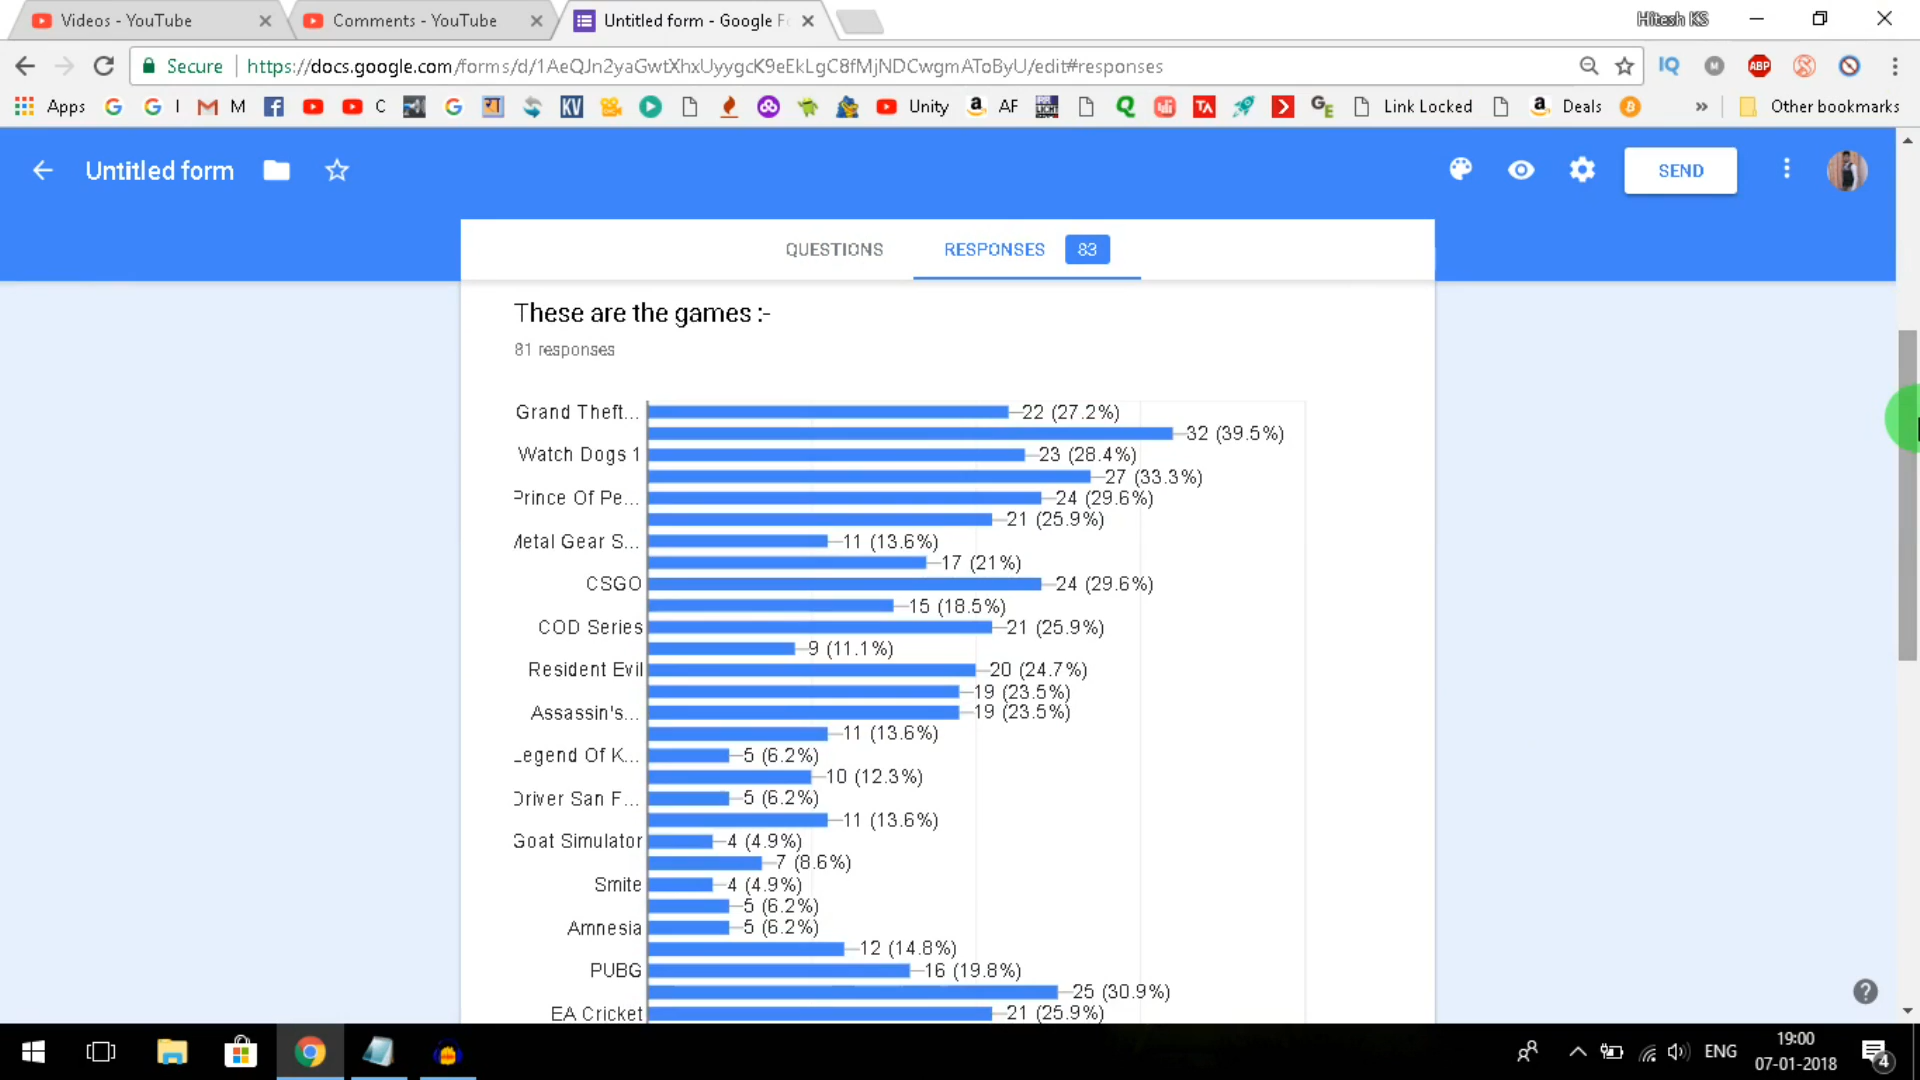 Videos - YouTube
Comments - YouTube
Untitled form - Google F
Hitesh KS
Secure
https://docs.google.com/forms/d/1AeQJn2yaGwtXhxUyygcK9eEkLgC8fMjNDCwgmAToByU/edit#responses
IQ
M
ABP
Apps
G
G I
M
f
C
G
KV
Unity
a AF
Q
TA
GE
Link Locked
a Deals
»
Other bookmarks
Untitled form
SEND
QUESTIONS
RESPONSES 83
These are the games :-
81 responses
Grand Theft... 22 (27.2%)
32 (39.5%)
Watch Dogs 1 23 (28.4%)
27 (33.3%)
Prince Of Pe... 24 (29.6%)
21 (25.9%)
Metal Gear S... 11 (13.6%)
17 (21%)
CSGO 24 (29.6%)
15 (18.5%)
COD Series 21 (25.9%)
9 (11.1%)
Resident Evil 20 (24.7%)
19 (23.5%)
Assassin's... 19 (23.5%)
11 (13.6%)
Legend Of K... 5 (6.2%)
10 (12.3%)
Driver San F... 5 (6.2%)
11 (13.6%)
Goat Simulator 4 (4.9%)
7 (8.6%)
Smite 4 (4.9%)
5 (6.2%)
Amnesia 5 (6.2%)
12 (14.8%)
PUBG 16 (19.8%)
25 (30.9%)
EA Cricket 21 (25.9%)
?
ENG
19:00
07-01-2018
4